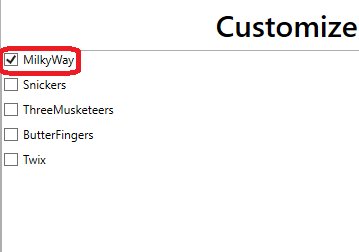 Customize
MilkyWay
Snickers
ThreeMusketeers
ButterFingers
Twix